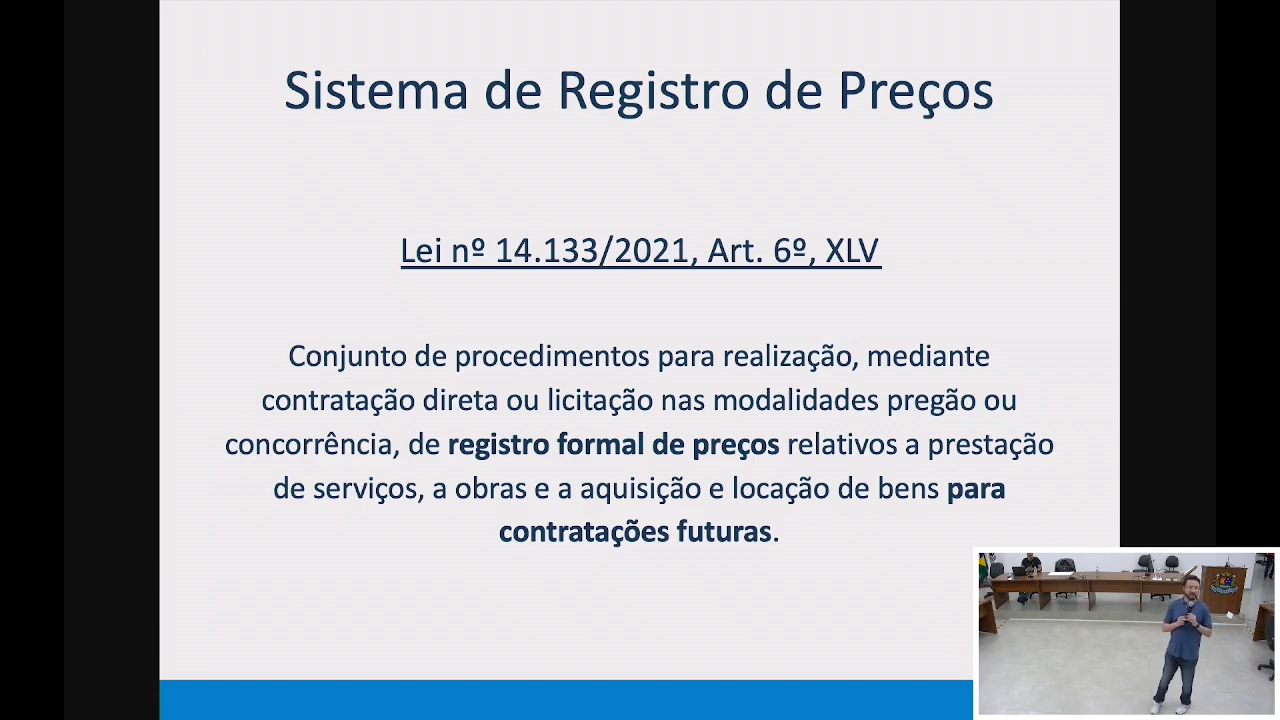 Sistema de Registro de Preços
Lei nº 14.133/2021, Art. 6º, XLV
Conjunto de procedimentos para realização, mediante
contratação direta ou licitação nas modalidades pregão ou
concorrência, de registro formal de preços relativos a prestação
de serviços, a obras e a aquisição e locação de bens para
contratações futuras.